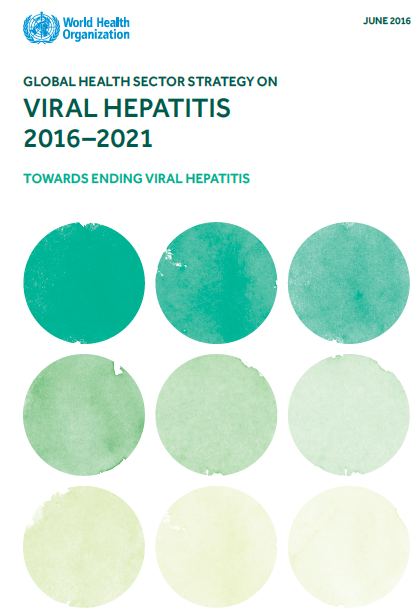 World Health
Organization
JUNE 2016
GLOBAL HEALTH SECTOR STRATEGY ON
VIRAL HEPATITIS
2016–2021
TOWARDS ENDING VIRAL HEPATITIS